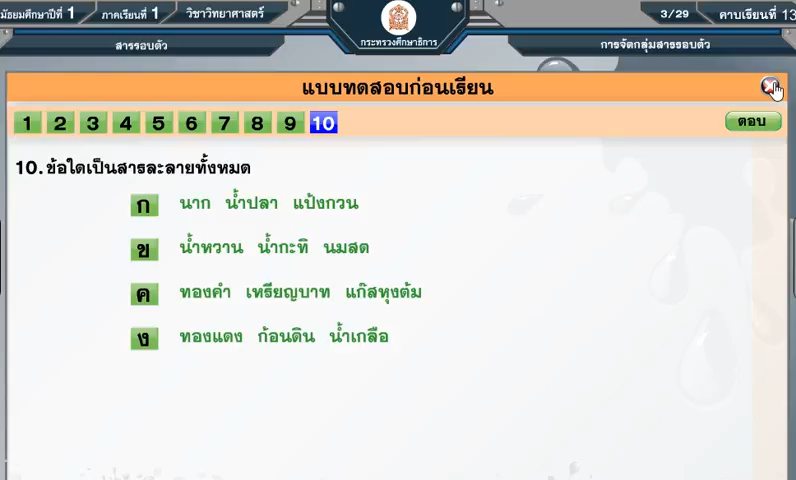 มัธยมศึกษาปีที่ 1 ภาคเรียนที่ 1 วิชาวิทยาศาสตร์ 3/29 คาบเรียนที่ 13
สารรอบตัว กระทรวงศึกษาธิการ การจัดกลุ่มสารรอบตัว
แบบทดสอบก่อนเรียน
1 2 3 4 5 6 7 8 9 10 ตอบ
10. ข้อใดเป็นสารละลายทั้งหมด
ก นาก น้ำปลา แป้งกวน
ข น้ำหวาน น้ำกะทิ นมสด
ค ทองคำ เหรียญบาท แก๊สหุงต้ม
ง ทองแดง ก้อนดิน น้ำเกลือ